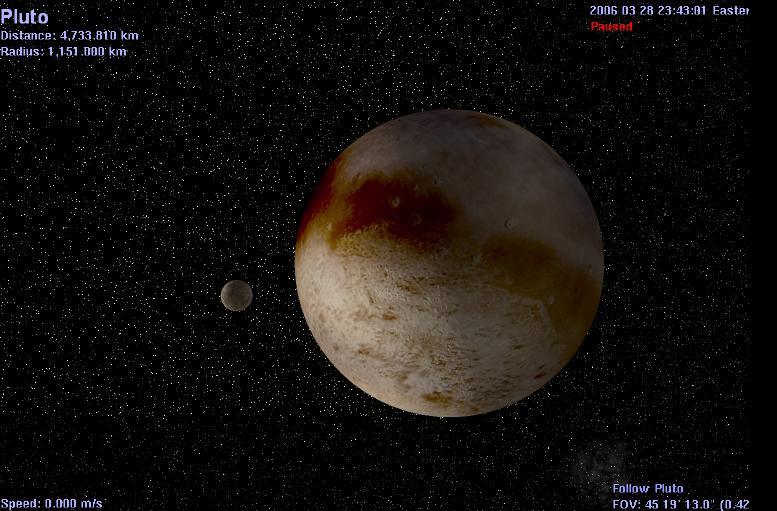 Pluto
Distance: 4,733.810 km
Radius: 1,151.000 km
2006 03 28 23:43:01 Easter
Paused
Speed: 0.000 m/s
Follow Pluto
FOV: 45 19' 13.0" (0.42